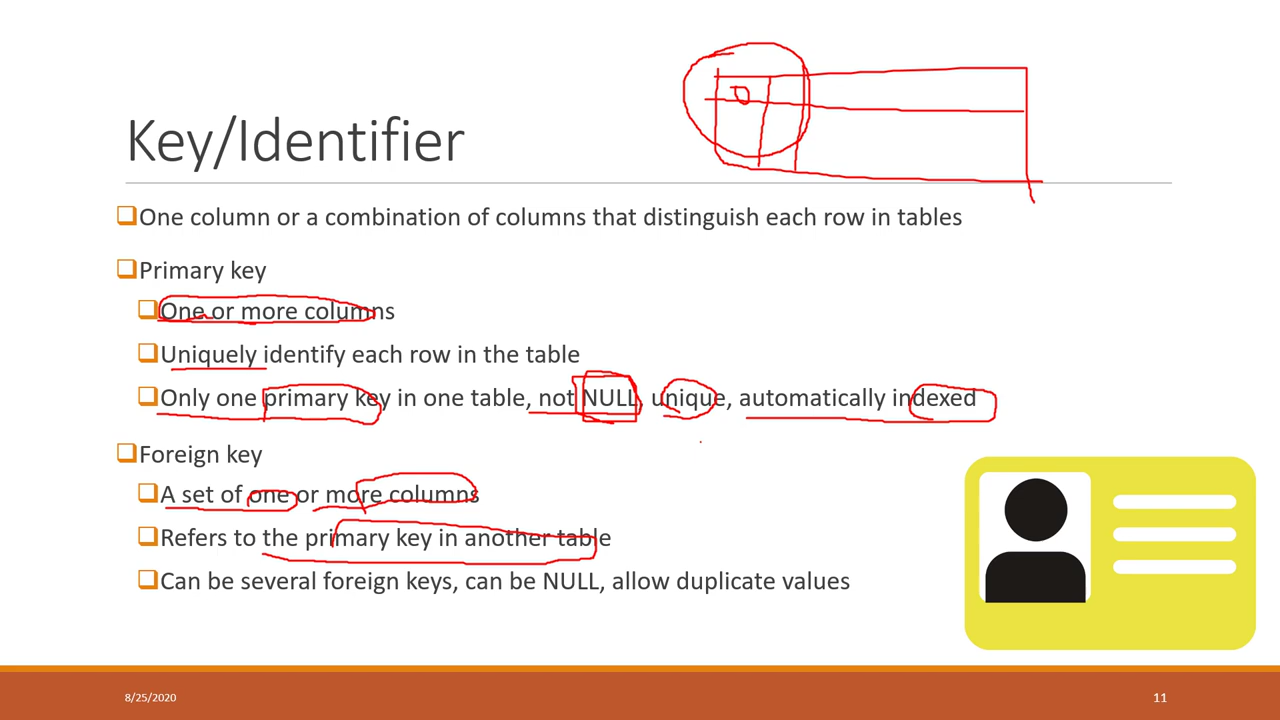 Key/Identifier
One column or a combination of columns that distinguish each row in tables
Primary key
One or more columns
Uniquely identify each row in the table
Only one primary key in one table, not NULL, unique, automatically indexed
Foreign key
A set of one or more columns
Refers to the primary key in another table
Can be several foreign keys, can be NULL, allow duplicate values
8/25/2020
11